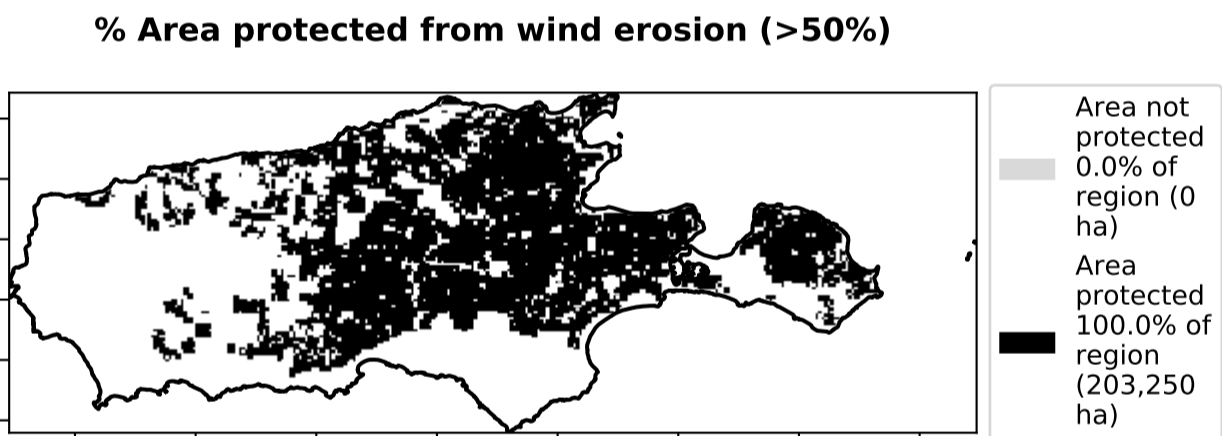 % Area protected from wind erosion (>50%)
Area not
protected
0.0% of
region (0
ha)
Area
protected
100.0% of
region
(203,250
ha)